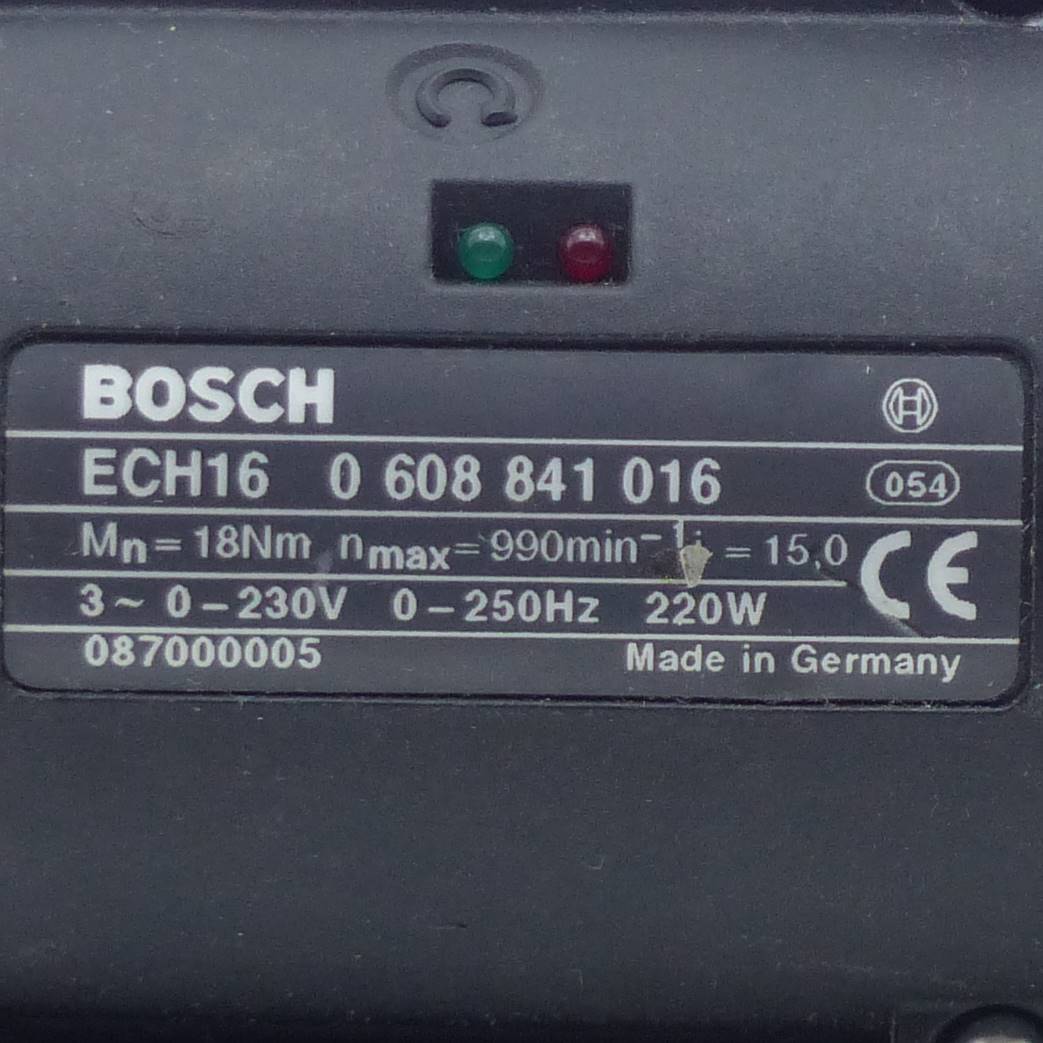 BOSCH
ECH16 0 608 841 016 054
Mn = 18Nm nmax = 990min⁻¹ i = 15,0 CE
3 ~ 0 – 230V 0 – 250Hz 220W
087000005 Made in Germany